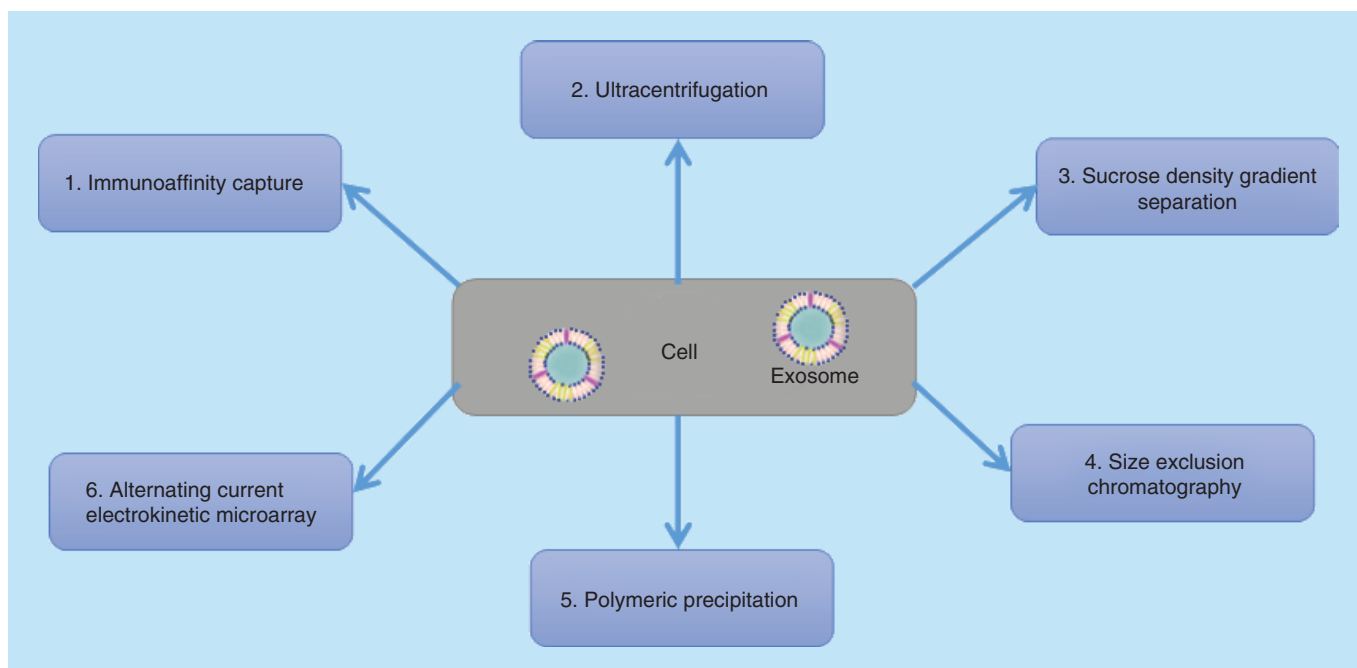 2. Ultracentrifugation
1. Immunoaffinity capture
3. Sucrose density gradient
separation
Cell
Exosome
4. Size exclusion
chromatography
6. Alternating current
electrokinetic microarray
5. Polymeric precipitation